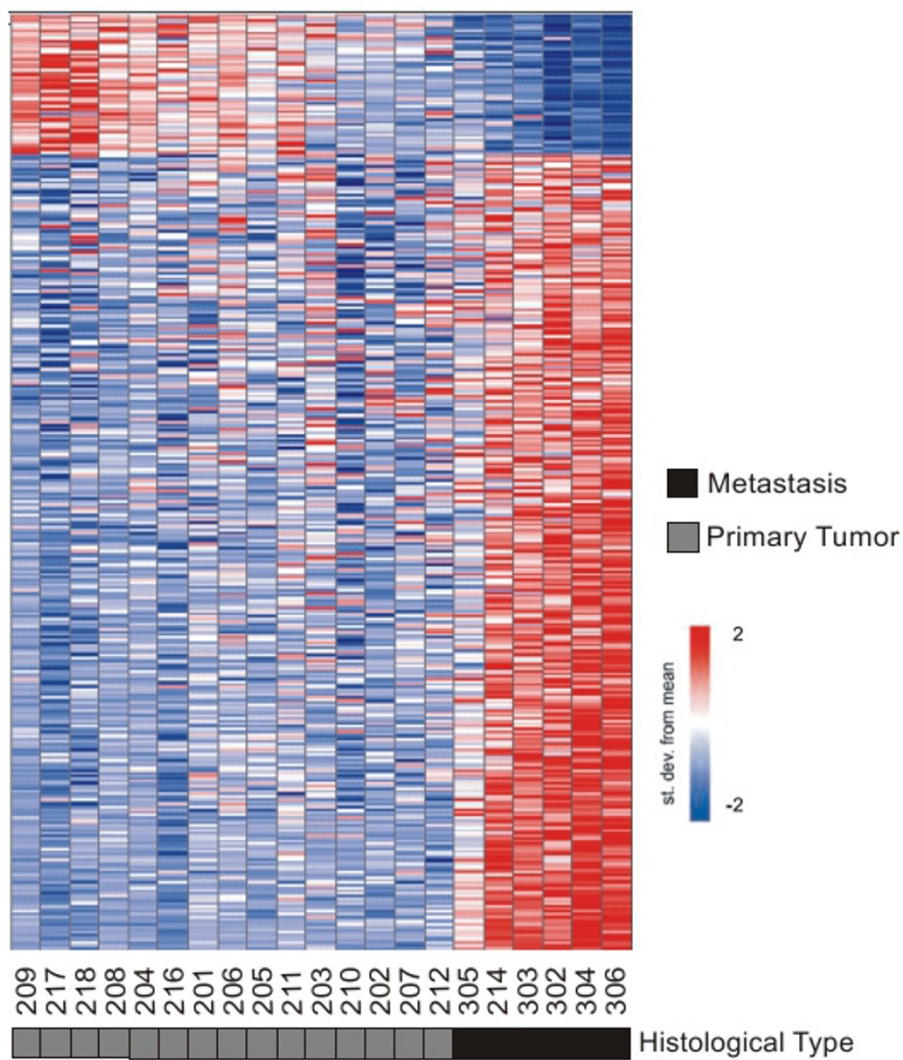 Metastasis
Primary Tumor
2
st. dev. from mean
-2
209 217 218 208 204 216 201 206 205 211 203 210 202 207 212 305 214 303 302 304 306
Histological Type